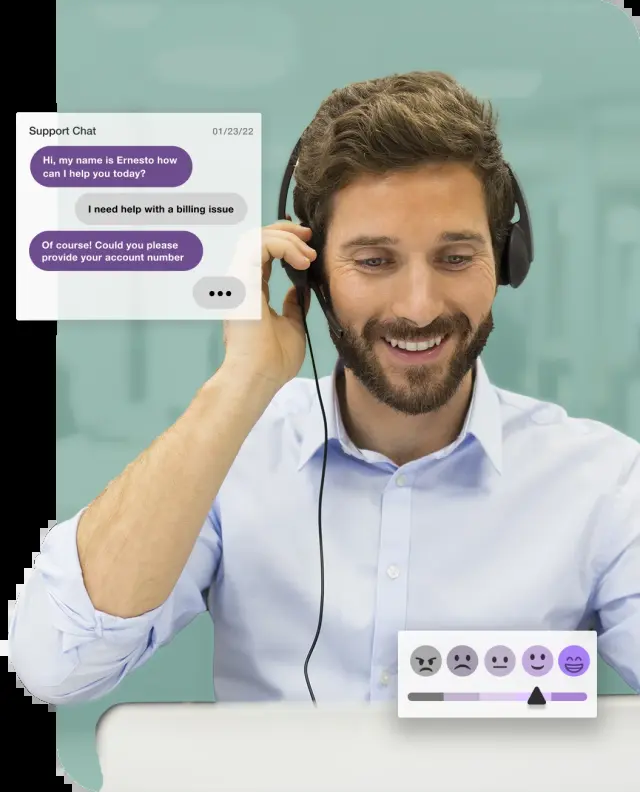 Support Chat 01/23/22
Hi, my name is Ernesto how
can I help you today?
I need help with a billing issue
Of course! Could you please
provide your account number